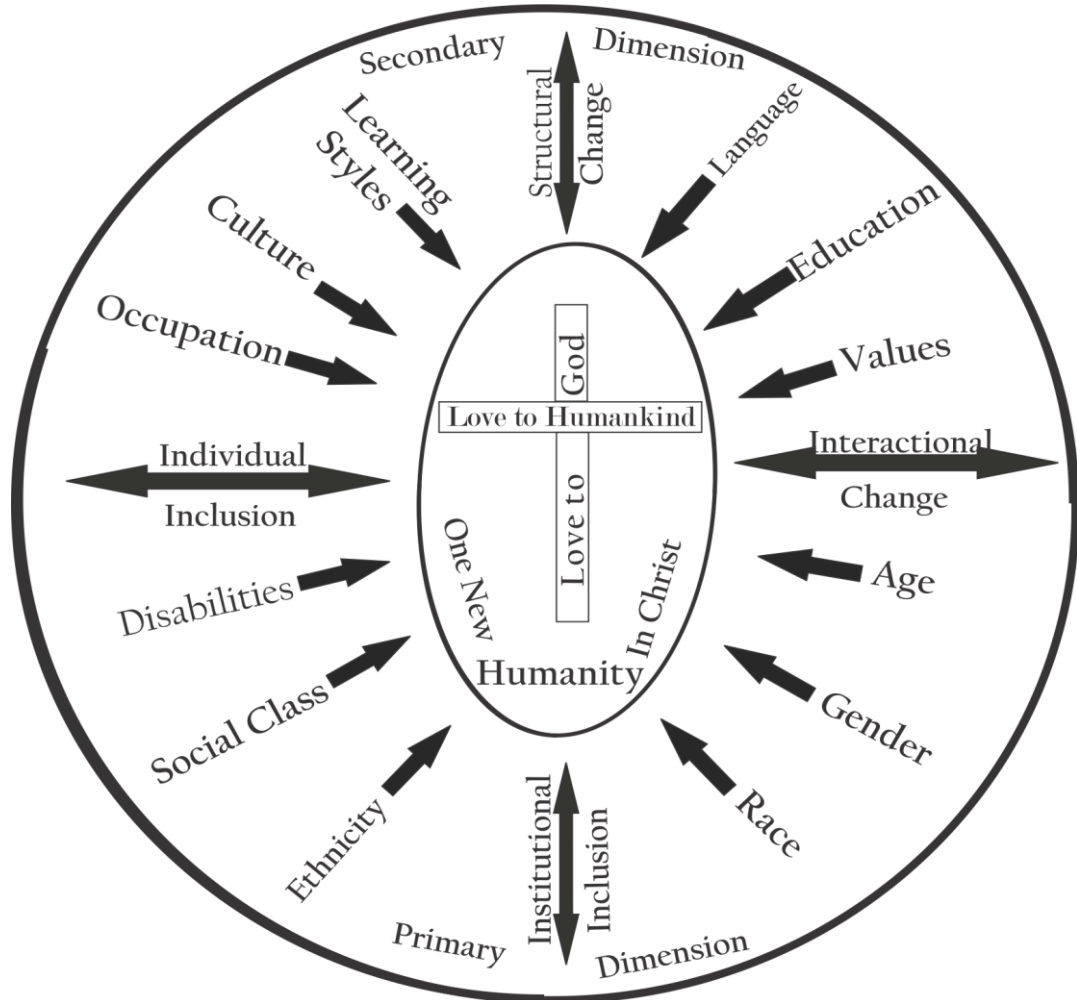 Secondary Dimension
Structural
Change
Learning
Styles
Language
Culture
Education
Occupation
Values
God
Love to Humankind
Love to
Individual
Inclusion
Interactional
Change
One New
Humanity
In Christ
Disabilities
Age
Social Class
Gender
Ethnicity
Race
Institutional
Inclusion
Primary Dimension